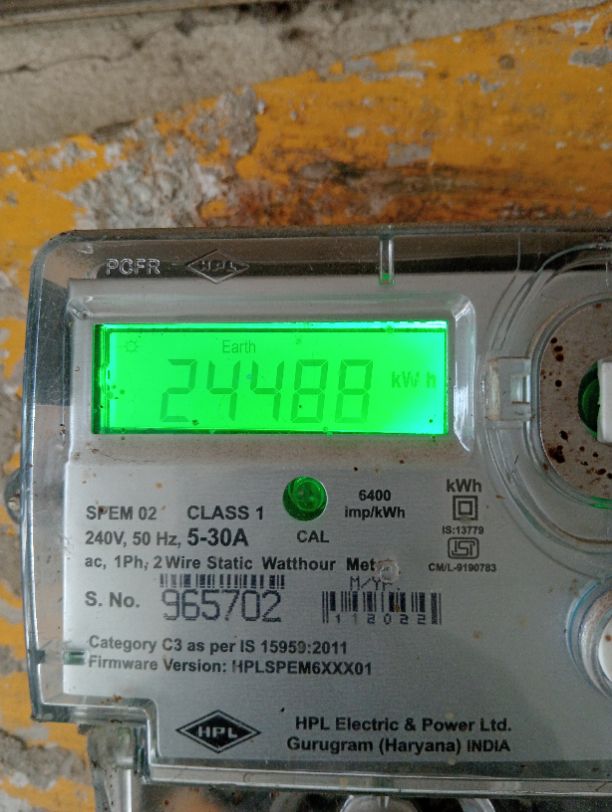 PCFR HPL
Earth
24488 kWh
SPEM 02 CLASS 1
240V, 50 Hz, 5-30A
CAL
6400
imp/kWh
kWh
IS:13779
CM/L-9190783
ac, 1Ph, 2 Wire Static Watthour
M/Yr.
S. No. 965702
112022
Category C3 as per IS 15959:2011
Firmware Version: HPLSPEM6XXX01
HPL
HPL Electric & Power Ltd.
Gurugram (Haryana) INDIA